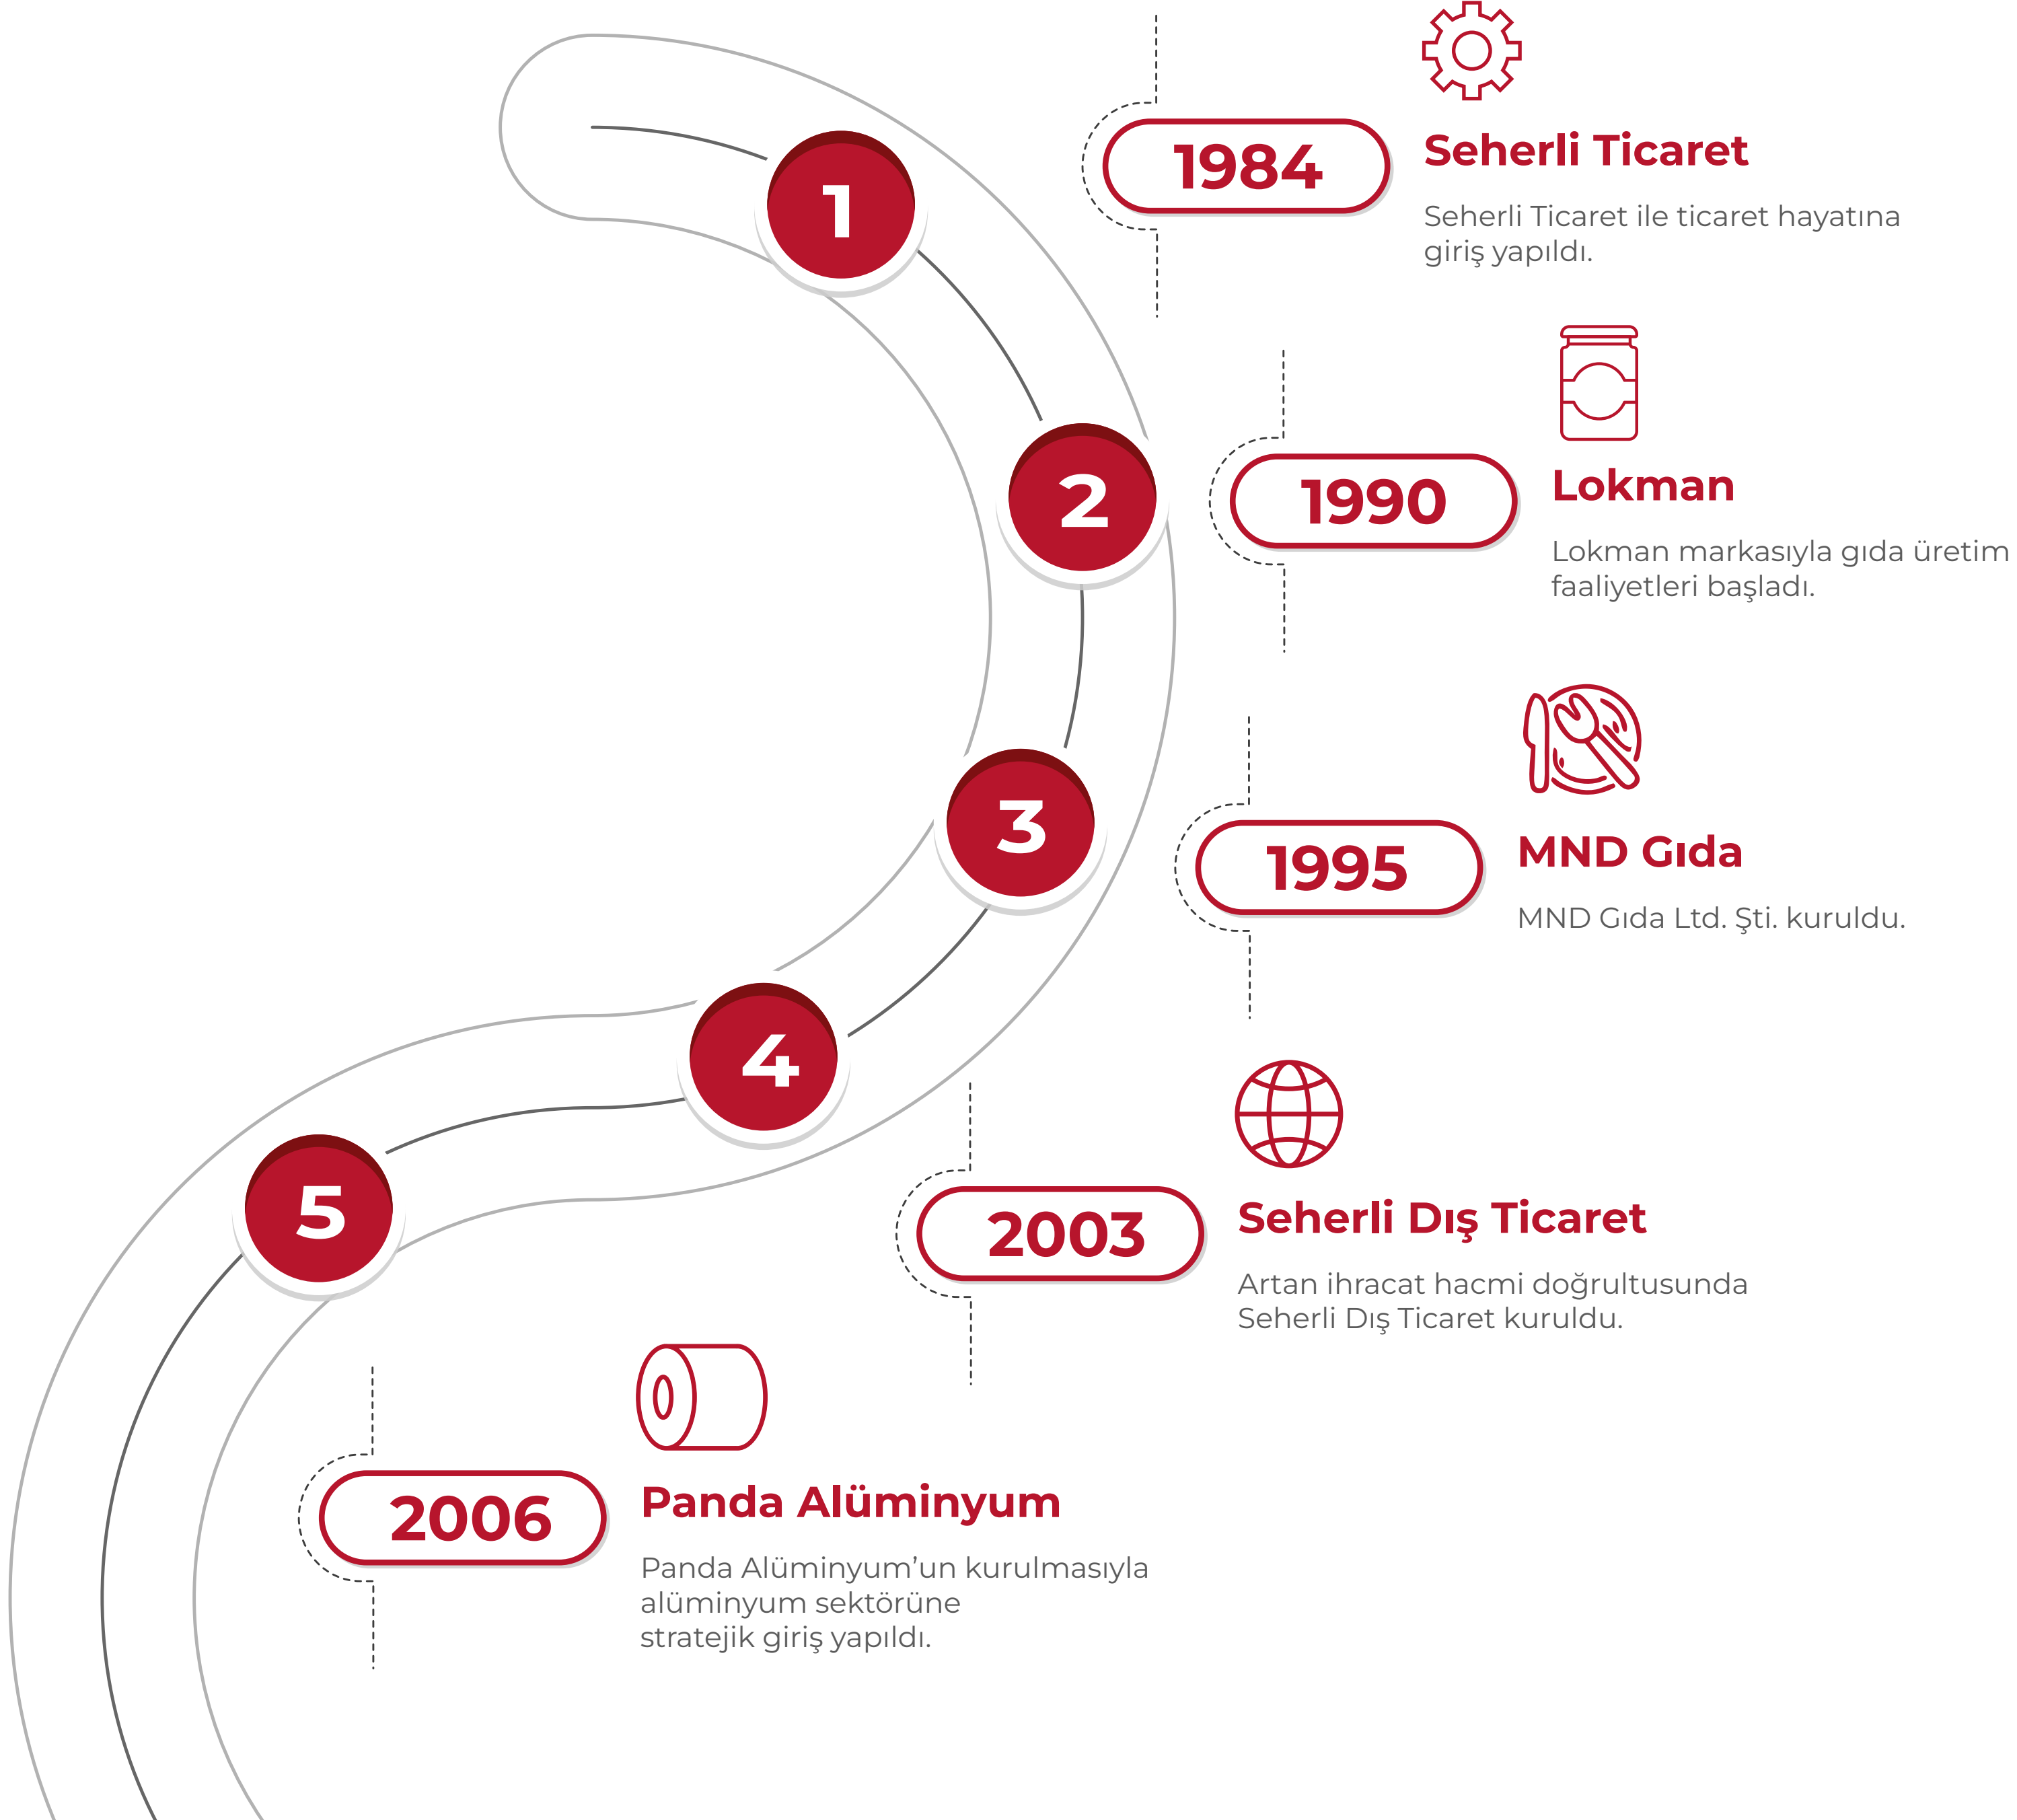 1
1984
Seherli Ticaret
Seherli Ticaret ile ticaret hayatına
giriş yapıldı.
2
1990
Lokman
Lokman markasıyla gıda üretim
faaliyetleri başladı.
3
1995
MND Gıda
MND Gıda Ltd. Şti. kuruldu.
4
2003
Seherli Dış Ticaret
Artan ihracat hacmi doğrultusunda
Seherli Dış Ticaret kuruldu.
5
2006
Panda Alüminyum
Panda Alüminyum’un kurulmasıyla
alüminyum sektörüne
stratejik giriş yapıldı.